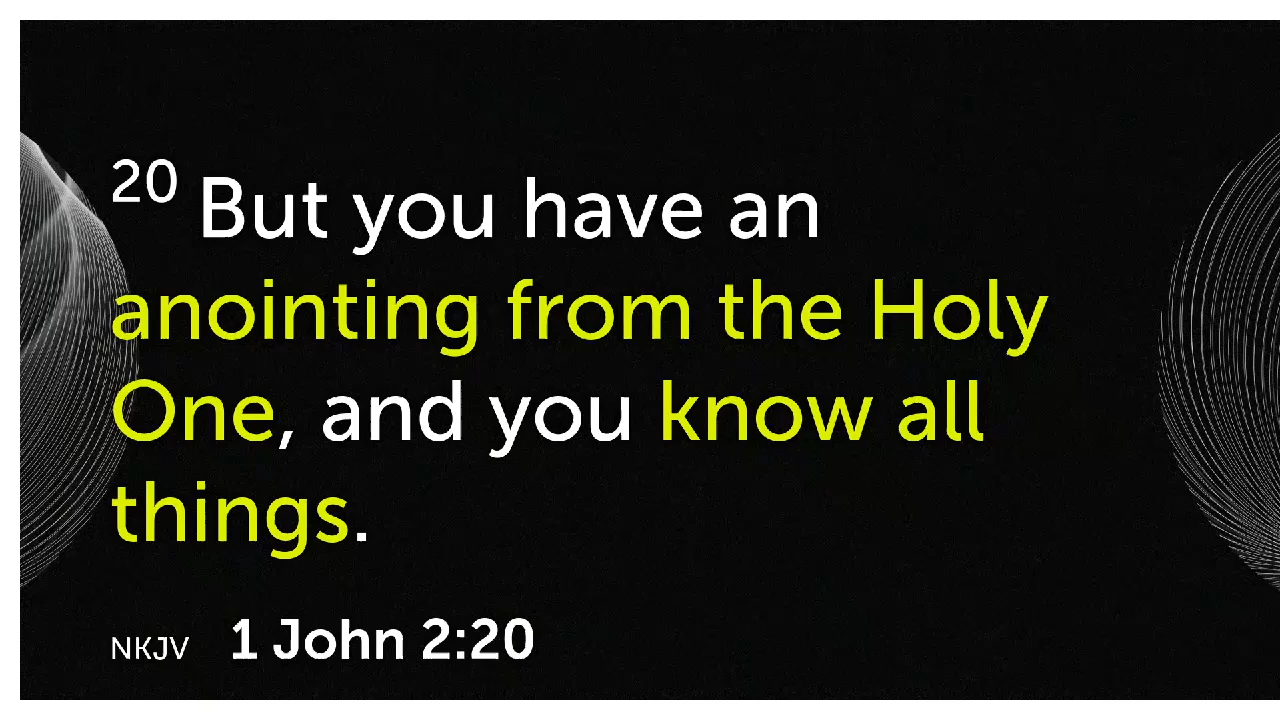 20 But you have an
anointing from the Holy
One, and you know all
things.
NKJV 1 John 2:20